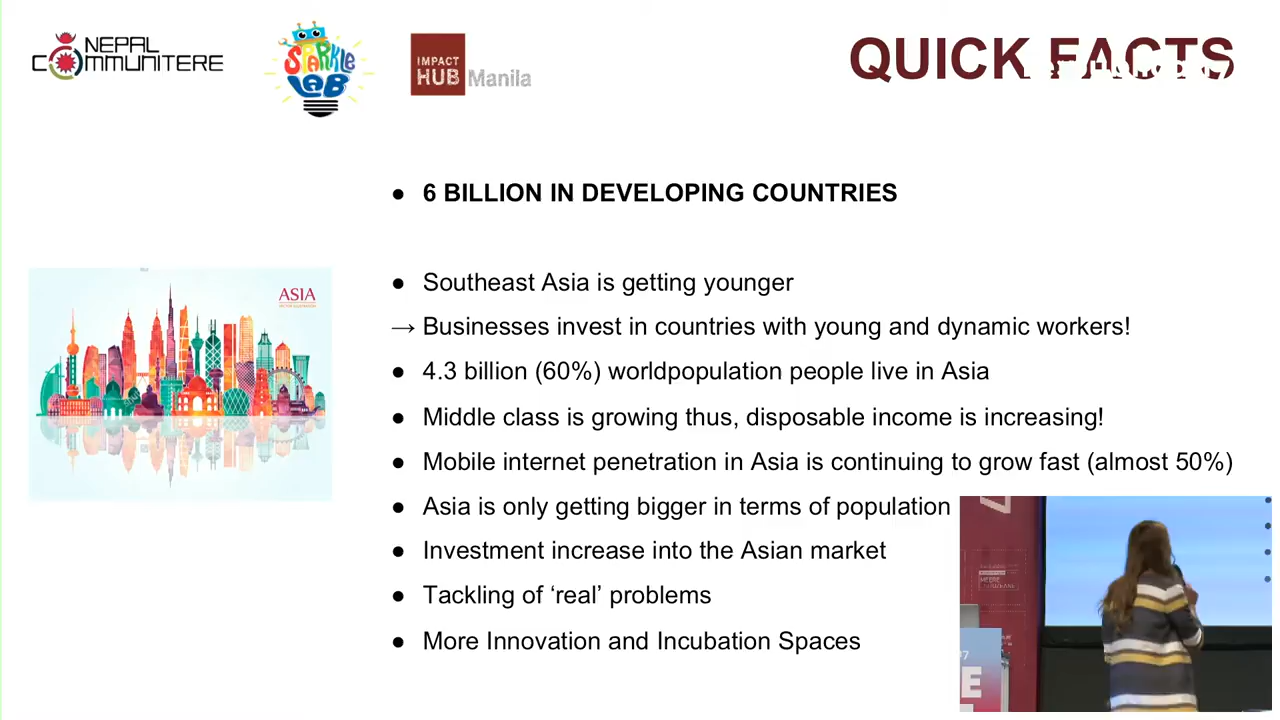 NEPAL
COMMUNITERE
SPARKLE
LAB
IMPACT
HUB Manila
QUICK FACTS
● 6 BILLION IN DEVELOPING COUNTRIES
ASIA
● Southeast Asia is getting younger
→ Businesses invest in countries with young and dynamic workers!
● 4.3 billion (60%) worldpopulation people live in Asia
● Middle class is growing thus, disposable income is increasing!
● Mobile internet penetration in Asia is continuing to grow fast (almost 50%)
● Asia is only getting bigger in terms of population
● Investment increase into the Asian market
● Tackling of ‘real’ problems
● More Innovation and Incubation Spaces